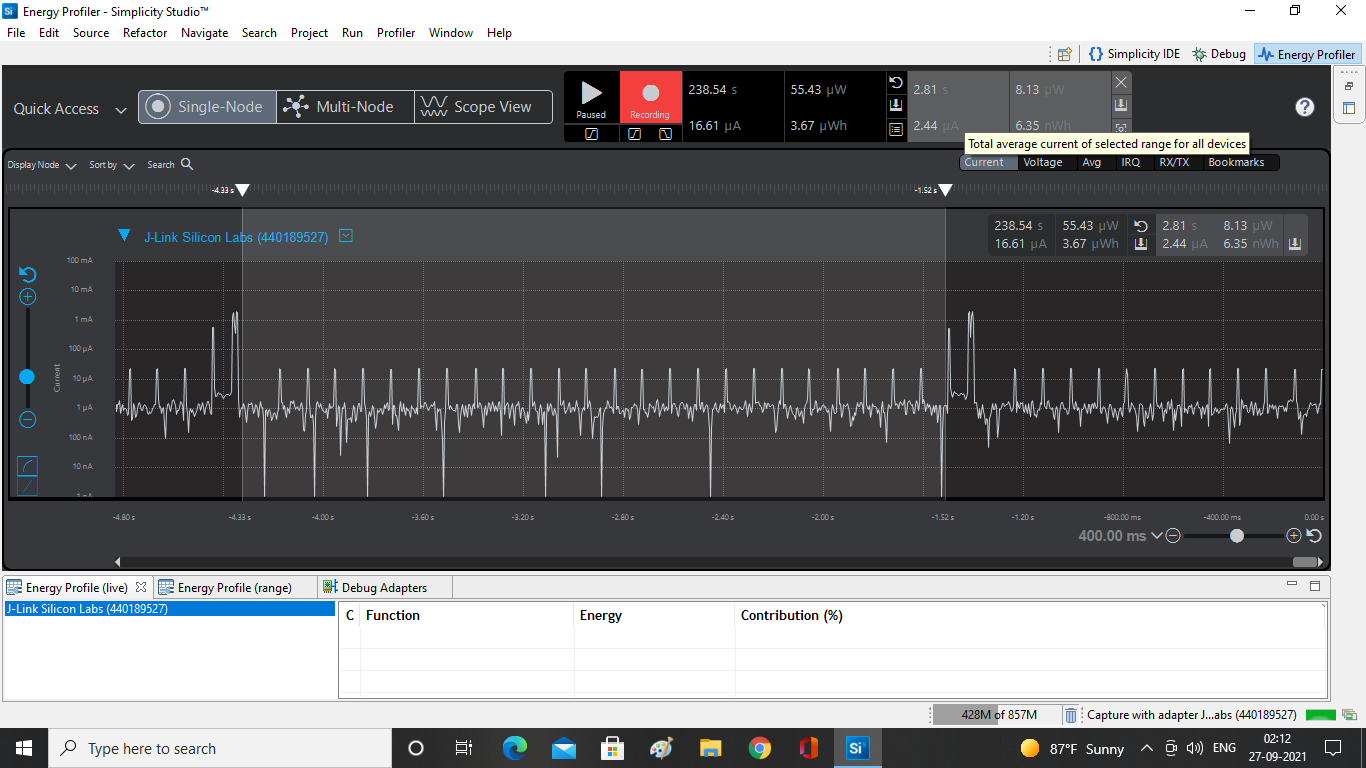 Energy Profiler - Simplicity Studio™
File Edit Source Refactor Navigate Search Project Run Profiler Window Help
Simplicity IDE Debug Energy Profiler
Quick Access Single-Node Multi-Node Scope View
Paused Recording
238.54 s 55.43 µW 2.81 s 8.13 µW
16.61 µA 3.67 µWh 2.44 µA 6.35 nWh
Total average current of selected range for all devices
Display Node Sort by Search
Current Voltage Avg IRQ RX/TX Bookmarks
-4.33 s -1.52 s
J-Link Silicon Labs (440189527)
238.54 s 55.43 µW 2.81 s 8.13 µW
16.61 µA 3.67 µWh 2.44 µA 6.35 nWh
100 mA
10 mA
1 mA
100 µA
10 µA
1 µA
100 nA
10 nA
1 nA
Current
-4.80 s -4.33 s -4.00 s -3.60 s -3.20 s -2.80 s -2.40 s -2.00 s -1.52 s -1.20 s -800.00 ms -400.00 ms 0.00 s
400.00 ms
Energy Profile (live) Energy Profile (range) Debug Adapters
J-Link Silicon Labs (440189527)
C Function Energy Contribution (%)
428M of 857M Capture with adapter J...abs (440189527)
Type here to search
Si
87°F Sunny ENG
02:12
27-09-2021